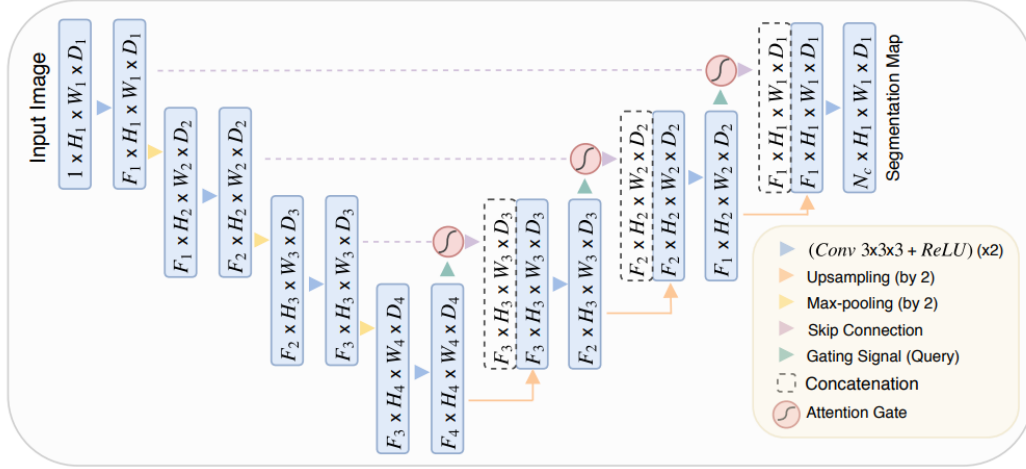 Input Image
1 x H₁ x W₁ x D₁
F₁ x H₁ x W₁ x D₁
F₁ x H₂ x W₂ x D₂
F₂ x H₂ x W₂ x D₂
F₂ x H₃ x W₃ x D₃
F₃ x H₃ x W₃ x D₃
F₃ x H₄ x W₄ x D₄
F₄ x H₄ x W₄ x D₄
F₃ x H₃ x W₃ x D₃
F₃ x H₃ x W₃ x D₃
F₂ x H₃ x W₃ x D₃
F₂ x H₂ x W₂ x D₂
F₂ x H₂ x W₂ x D₂
F₁ x H₂ x W₂ x D₂
F₁ x H₁ x W₁ x D₁
F₁ x H₁ x W₁ x D₁
N_c x H₁ x W₁ x D₁
Segmentation Map
(Conv 3x3x3 + ReLU) (x2)
Upsampling (by 2)
Max-pooling (by 2)
Skip Connection
Gating Signal (Query)
Concatenation
Attention Gate